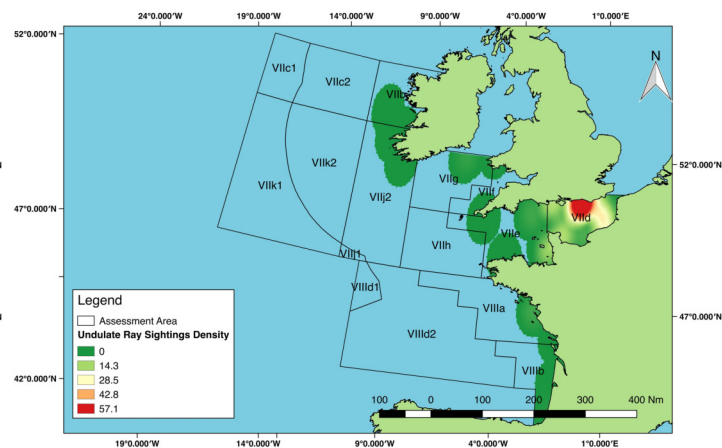 24°0.000'W 19°0.000'W 14°0.000'W 9°0.000'W 4°0.000'W 1°0.000'E
52°0.000'N
N
VIIc1
VIIc2
VIIb
52°0.000'N
VIIk2
VIIg
VIIk1
VIIj2
VIIf
47°0.000'N
VIId
VIIe
VIIh
VIIj1
Legend
VIIId1
Assessment Area
VIIIa
47°0.000'N
Undulate Ray Sightings Density
VIIId2
0
14.3
28.5
VIIIb
42.8
42°0.000'N
57.1
100 0 100 200 300 400 Nm
19°0.000'W 14°0.000'W 9°0.000'W 4°0.000'W 1°0.000'E